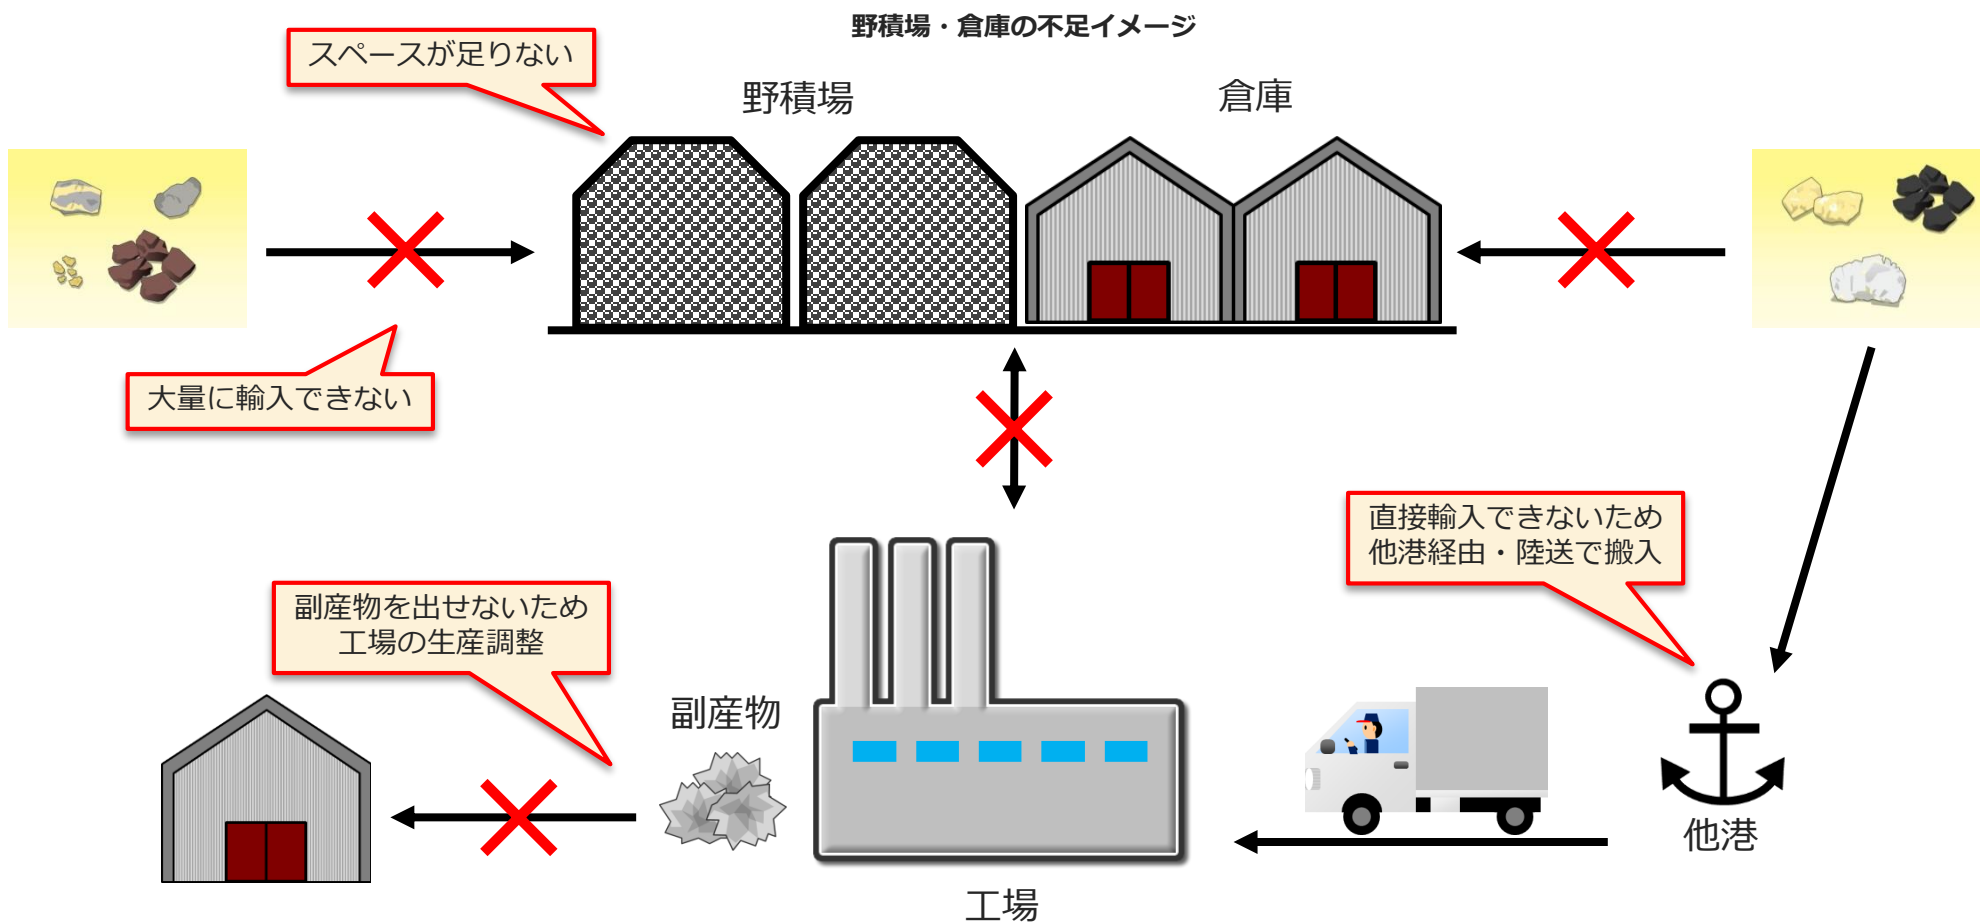 野積場・倉庫の不足イメージ
スペースが足りない
野積場
倉庫
大量に輸入できない
直接輸入できないため
他港経由・陸送で搬入
副産物を出せないため
工場の生産調整
副産物
他港
工場